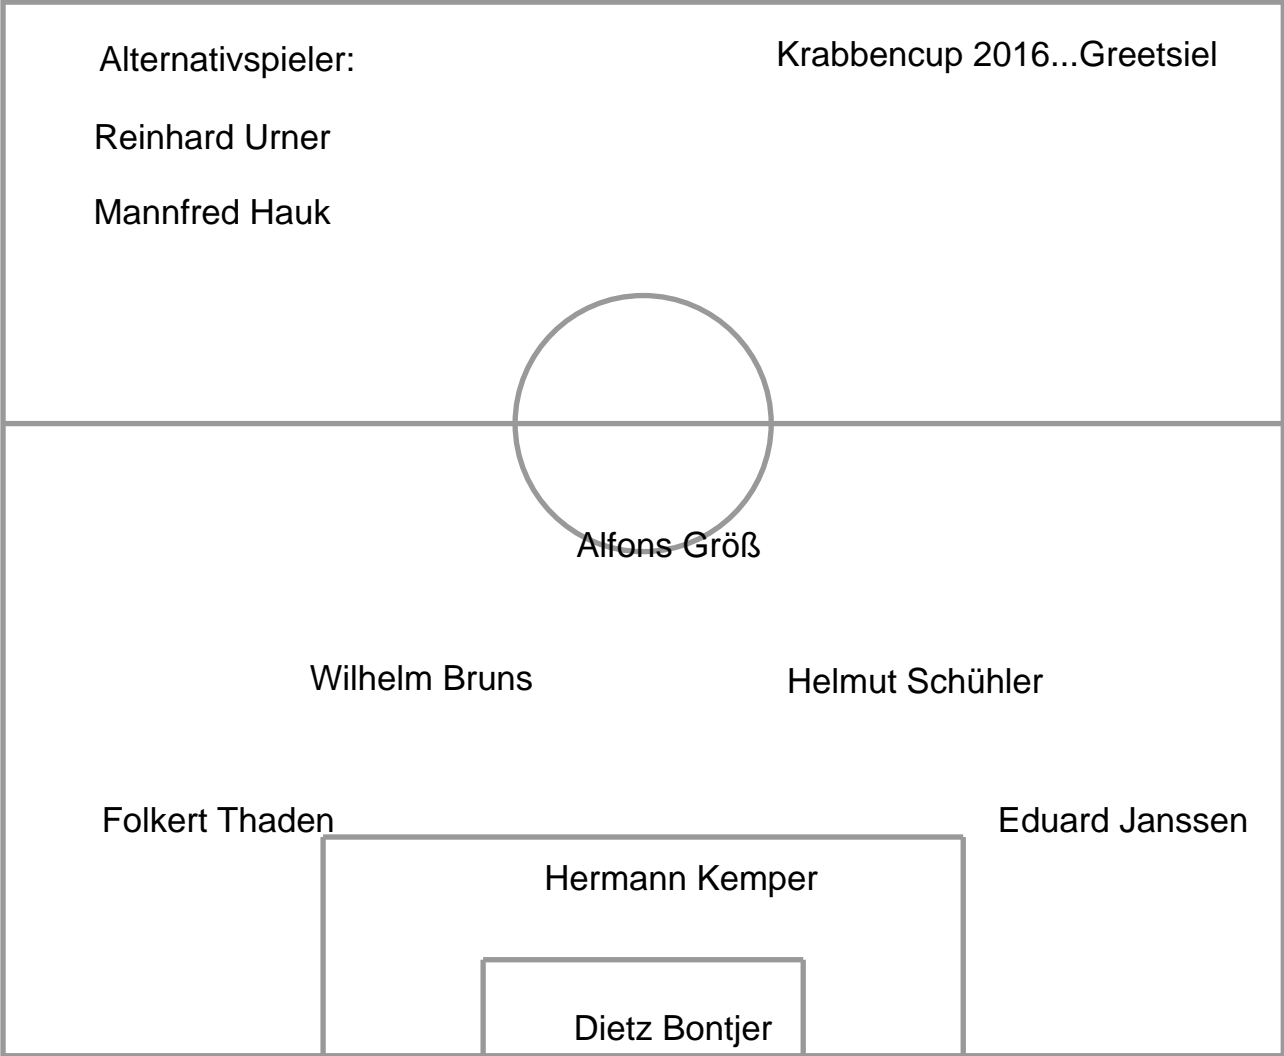 Alternativspieler:
Krabbencup 2016...Greetsiel
Reinhard Urner
Mannfred Hauk
Alfons Größ
Wilhelm Bruns
Helmut Schühler
Folkert Thaden
Eduard Janssen
Hermann Kemper
Dietz Bontjer